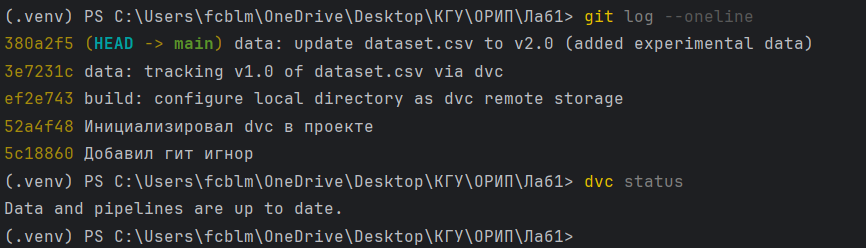 (.venv) PS C:\Users\fcblm\OneDrive\Desktop\КГУ\ОРИП\Лаб1> git log --oneline
380a2f5 (HEAD -> main) data: update dataset.csv to v2.0 (added experimental data)
3e7231c data: tracking v1.0 of dataset.csv via dvc
ef2e743 build: configure local directory as dvc remote storage
52a4f48 Инициализировал dvc в проекте
5c18860 Добавил гит игнор
(.venv) PS C:\Users\fcblm\OneDrive\Desktop\КГУ\ОРИП\Лаб1> dvc status
Data and pipelines are up to date.
(.venv) PS C:\Users\fcblm\OneDrive\Desktop\КГУ\ОРИП\Лаб1>